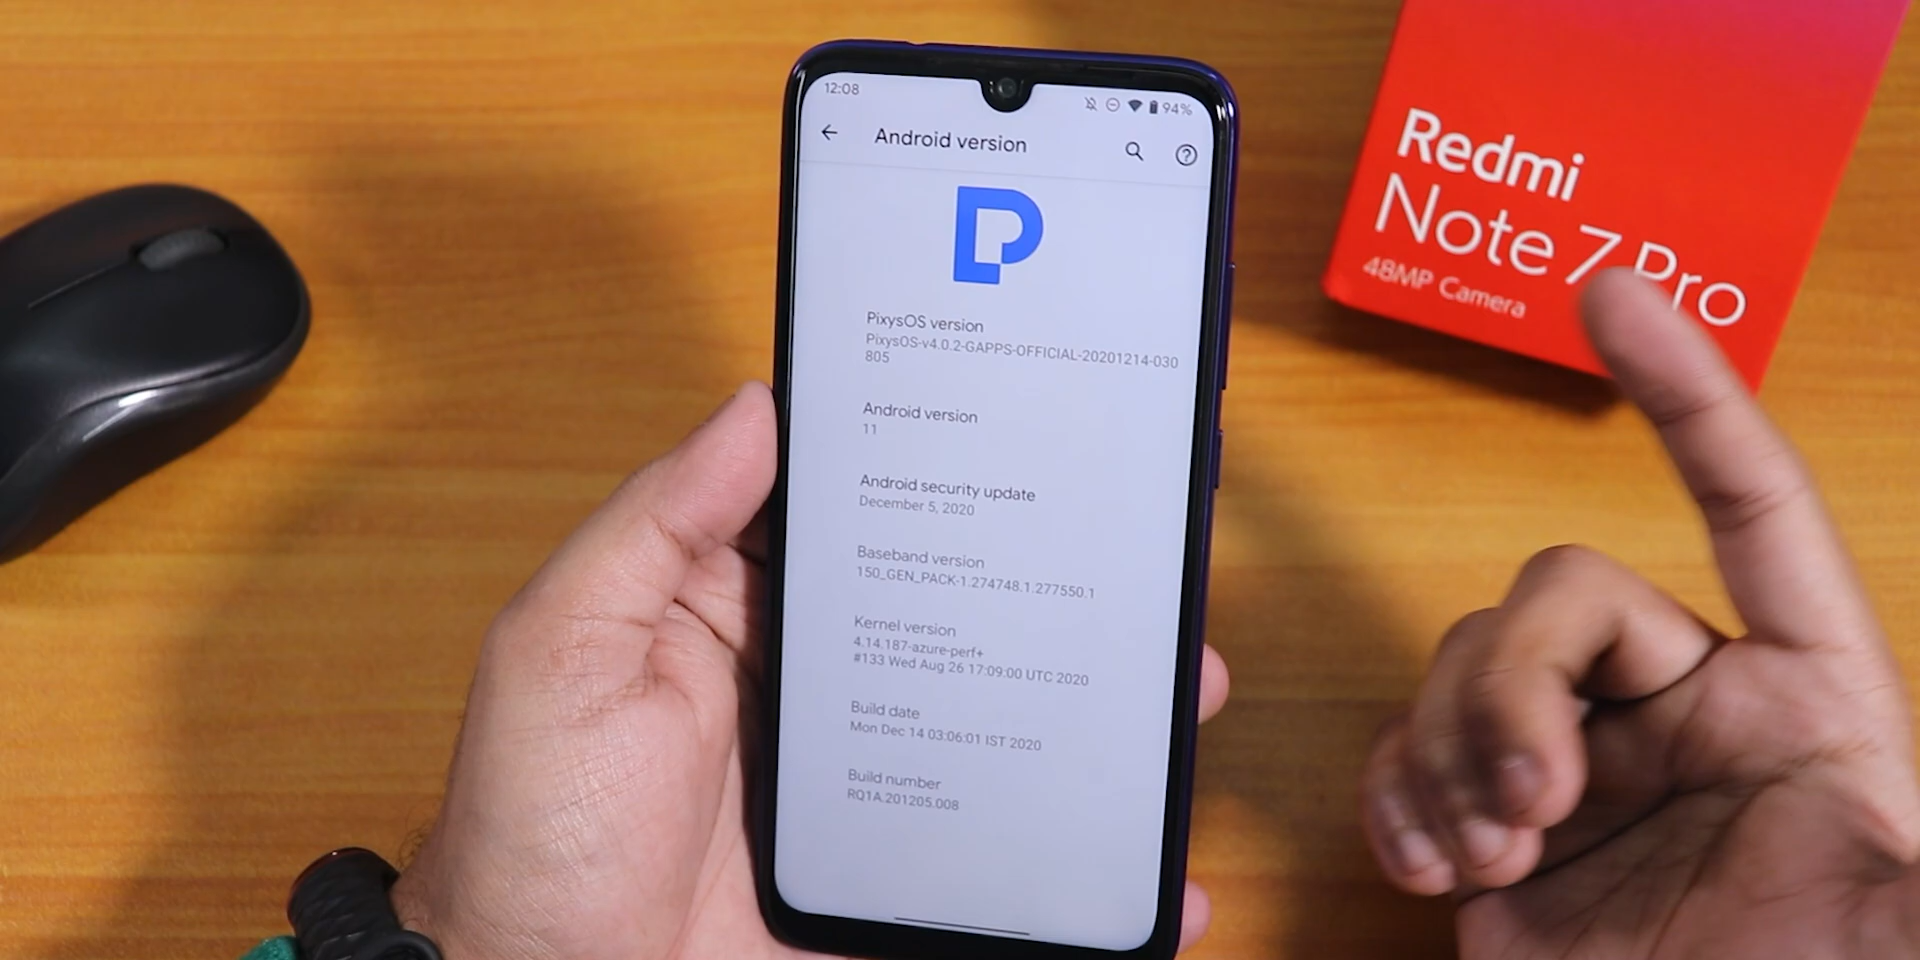 12:08
94%
Android version
PixysOS version
PixysOS-v4.0.2-GAPPS-OFFICIAL-20201214-030
805
Android version
11
Android security update
December 5, 2020
Baseband version
150_GEN_PACK-1.274748.1.277550.1
Kernel version
4.14.187-azure-perf+
#133 Wed Aug 26 17:09:00 UTC 2020
Build date
Mon Dec 14 03:06:01 IST 2020
Build number
RQ1A.201205.008
Redmi
Note 7 Pro
48MP Camera